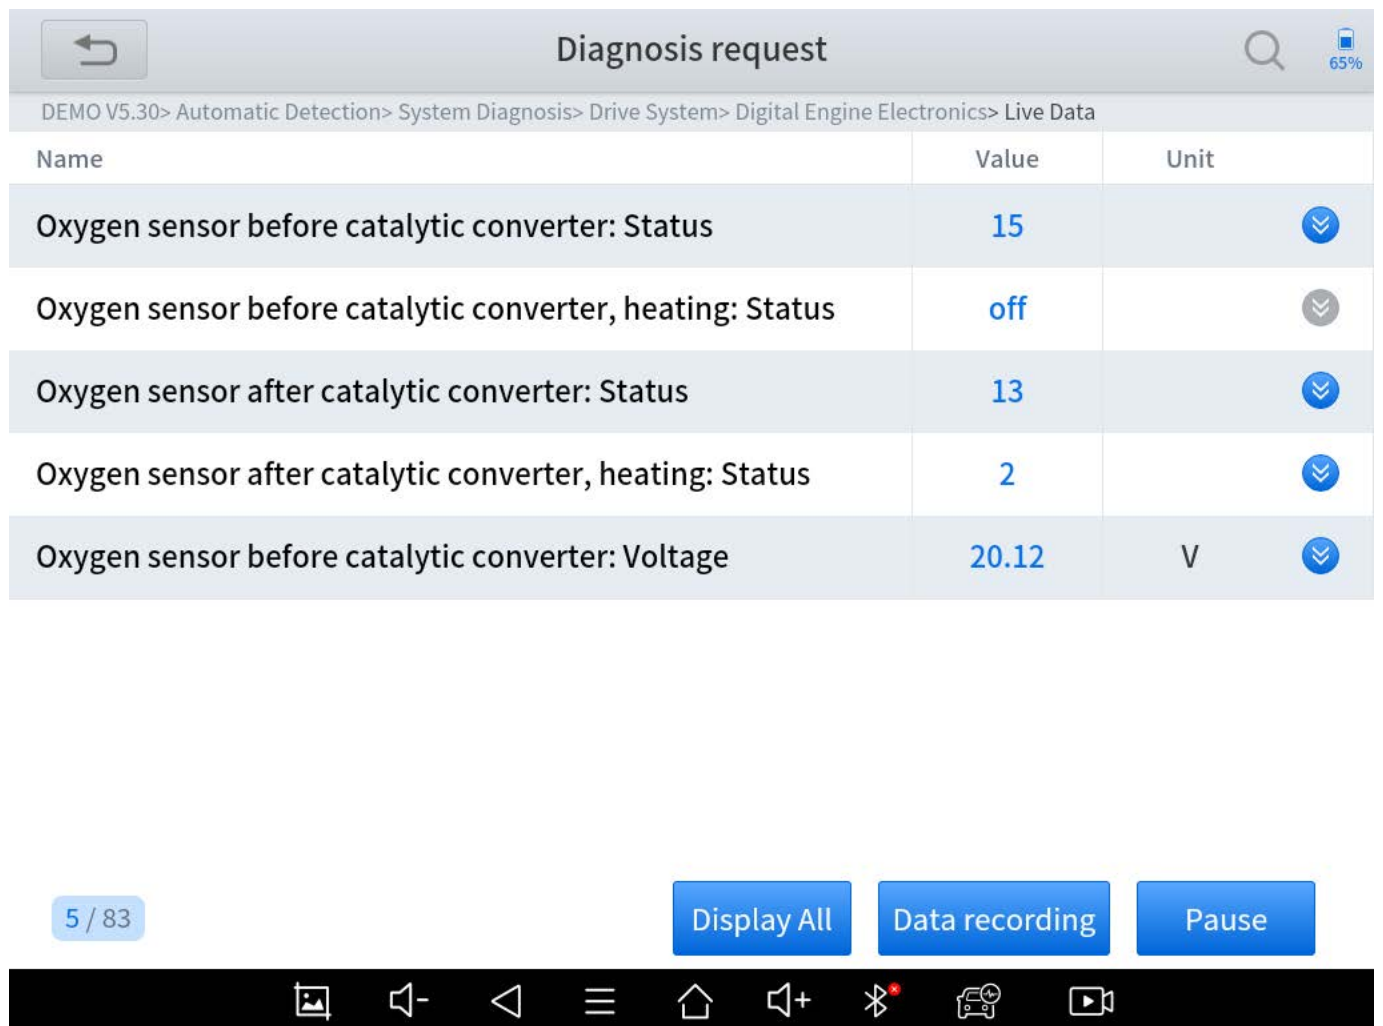 Diagnosis request
65%
DEMO V5.30> Automatic Detection> System Diagnosis> Drive System> Digital Engine Electronics> Live Data
Name Value Unit
Oxygen sensor before catalytic converter: Status 15
Oxygen sensor before catalytic converter, heating: Status off
Oxygen sensor after catalytic converter: Status 13
Oxygen sensor after catalytic converter, heating: Status 2
Oxygen sensor before catalytic converter: Voltage 20.12 V
5 / 83 Display All Data recording Pause